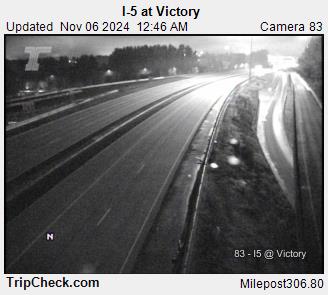 I-5 at Victory
Updated Nov 06 2024 12:46 AM Camera 83
T
N
83 - I5 @ Victory
TripCheck.com Milepost306.80